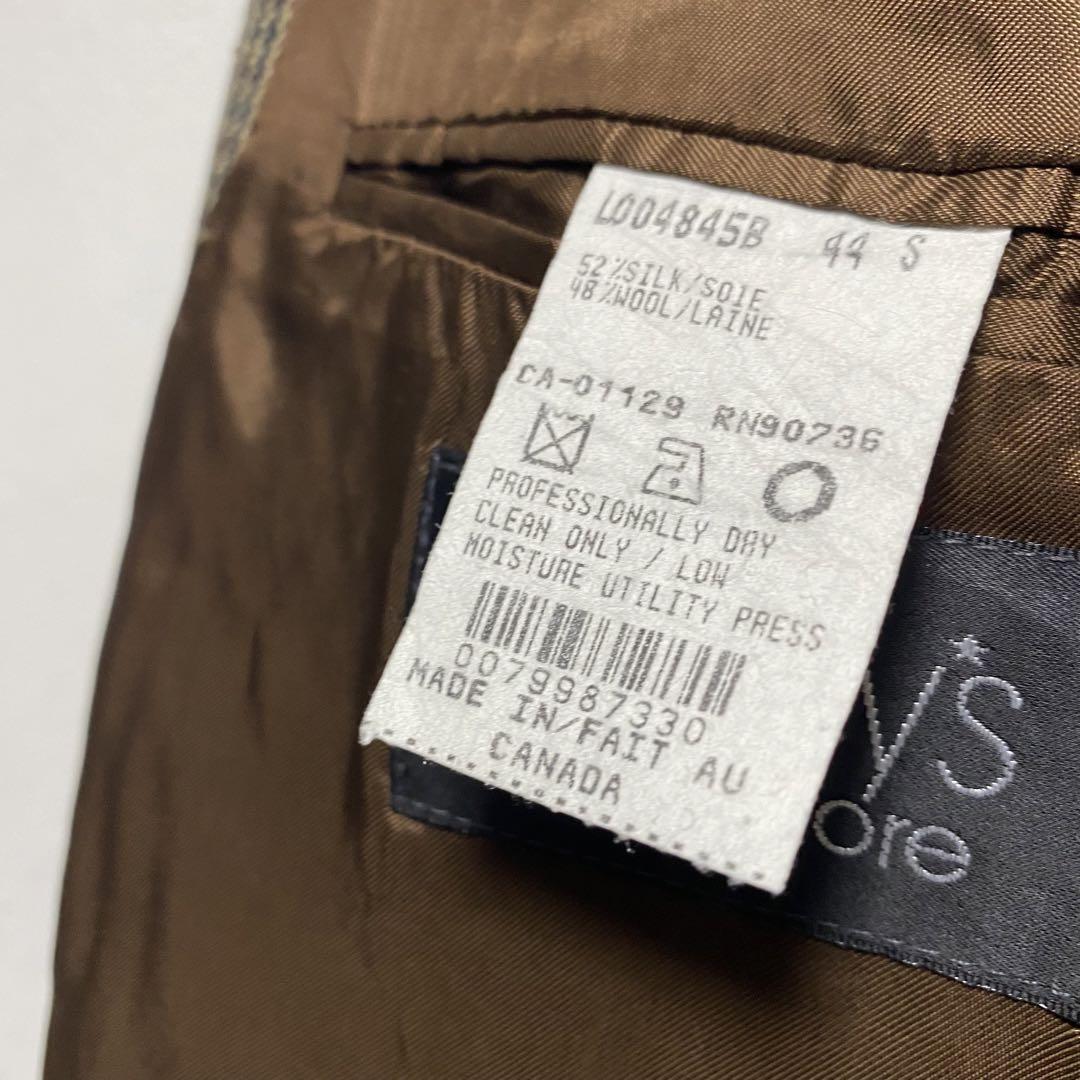 L004845B 44 S
52%SILK/SOIE
48%WOOL/LAINE
CA-01129 RN90736
PROFESSIONALLY DRY
CLEAN ONLY / LOW
MOISTURE UTILITY PRESS
0079987330
MADE IN/FAIT AU
CANADA
y's
ore